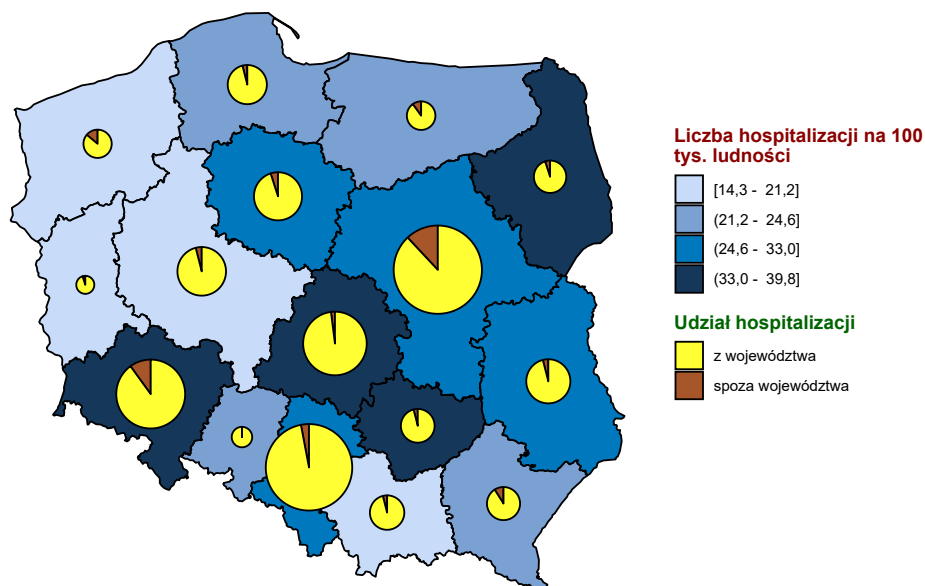 Liczba hospitalizacji na 100
tys. ludności
[14,3 - 21,2]
(21,2 - 24,6]
(24,6 - 33,0]
(33,0 - 39,8]
Udział hospitalizacji
z województwa
spoza województwa